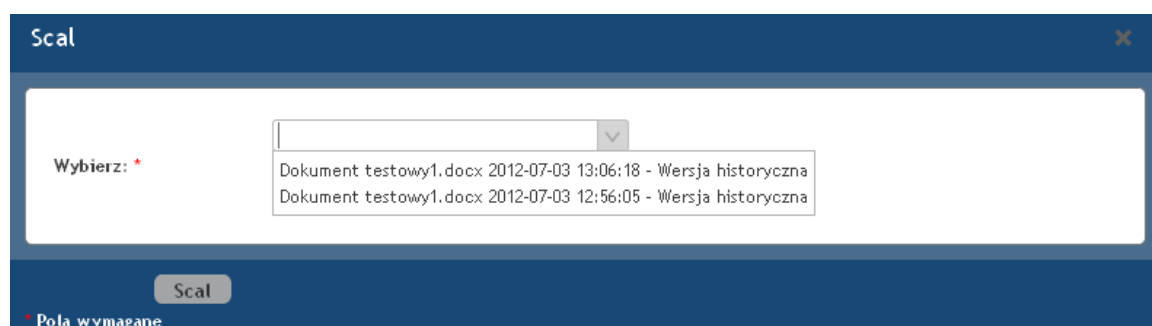 Scal
Wybierz: *
Dokument testowy1.docx 2012-07-03 13:06:18 - Wersja historyczna
Dokument testowy1.docx 2012-07-03 12:56:05 - Wersja historyczna
Scal
* Pola wymagane